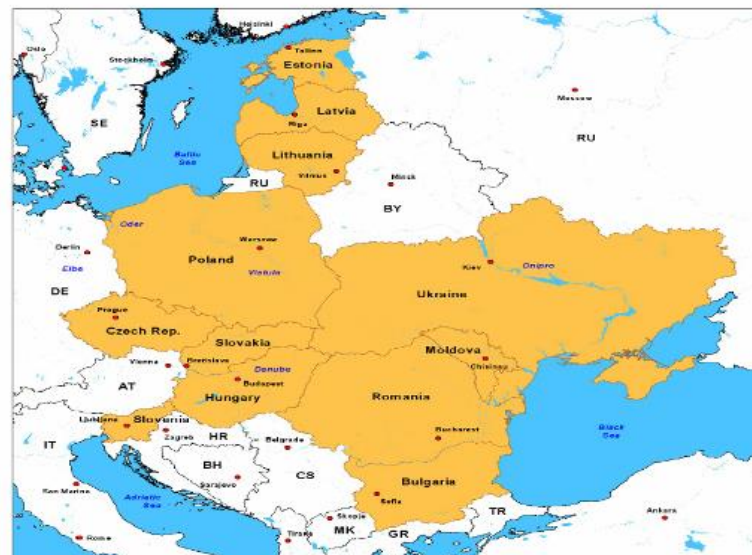 Helsinki
Oslo
Tallinn
Stockholm
Estonia
Moscow
Latvia
Riga
SE
RU
Baltic
Sea
Lithuania
Vilnius
Minsk
RU
BY
Oder
Warsaw
Berlin
Poland
Vistula
Kiev
Dnipro
Elbe
DE
Ukraine
Prague
Czech Rep.
Slovakia
Moldova
Vienna
Bratislava
Danube
Chisinau
AT
Budapest
Hungary
Romania
Ljubljana
Slovenia
Zagreb
HR
Belgrade
Bucharest
Black
Sea
IT
BH
CS
San Marino
Sarajevo
Bulgaria
Sofia
Adriatic
Sea
Skopje
TR
Ankara
MK
GR
Rome
Tirana